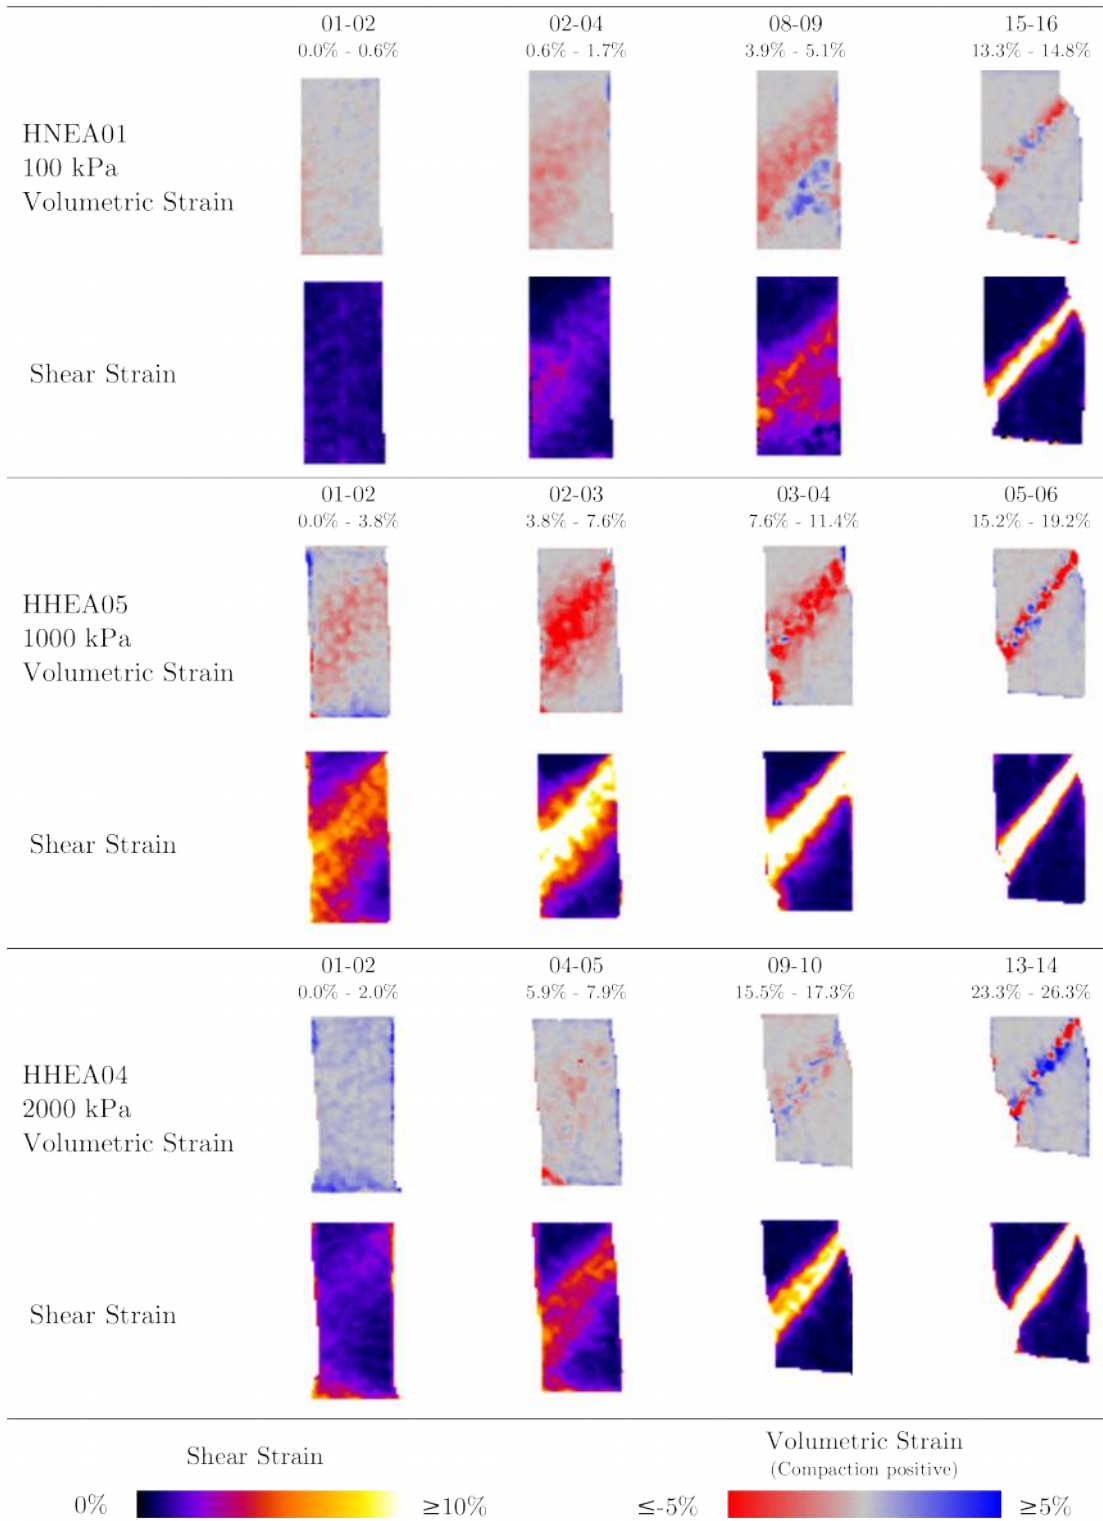 01-02 02-04 08-09 15-16
0.0% - 0.6% 0.6% - 1.7% 3.9% - 5.1% 13.3% - 14.8%
HNEA01
100 kPa
Volumetric Strain
Shear Strain
01-02 02-03 03-04 05-06
0.0% - 3.8% 3.8% - 7.6% 7.6% - 11.4% 15.2% - 19.2%
HHEA05
1000 kPa
Volumetric Strain
Shear Strain
01-02 04-05 09-10 13-14
0.0% - 2.0% 5.9% - 7.9% 15.5% - 17.3% 23.3% - 26.3%
HHEA04
2000 kPa
Volumetric Strain
Shear Strain
Shear Strain
0% ≥10%
Volumetric Strain
(Compaction positive)
≤-5% ≥5%